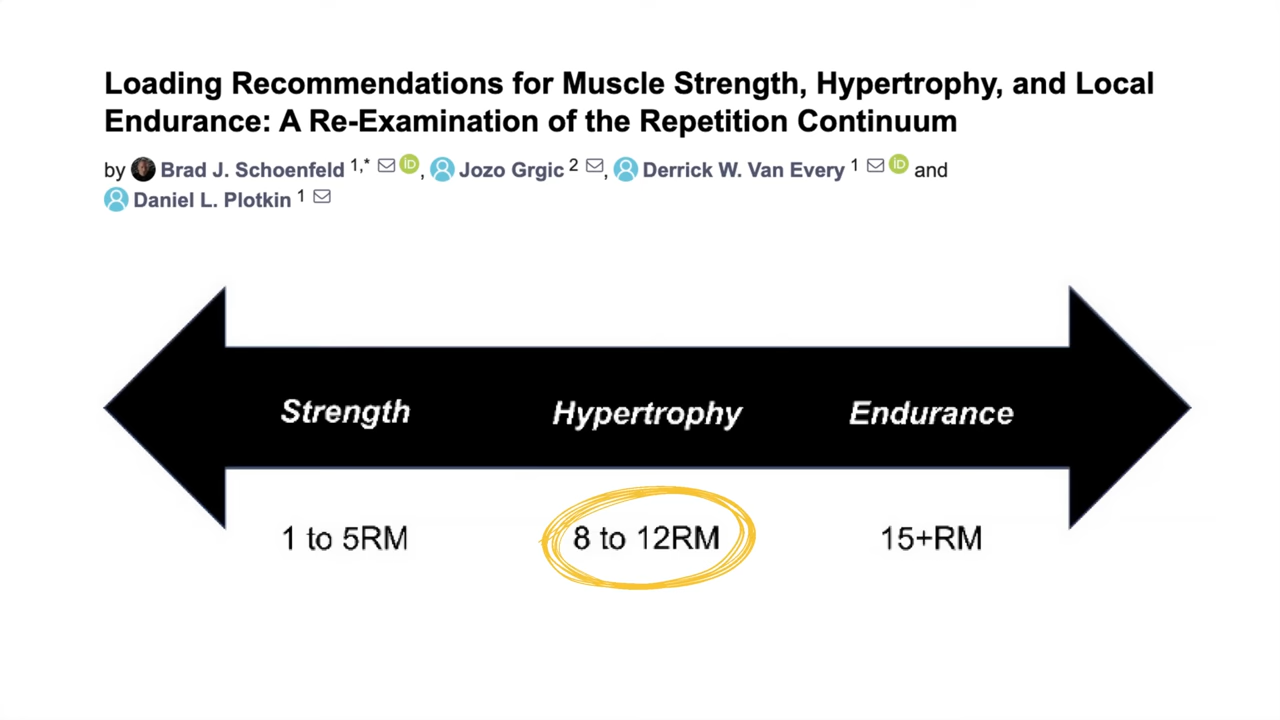 Loading Recommendations for Muscle Strength, Hypertrophy, and Local
Endurance: A Re-Examination of the Repetition Continuum
by Brad J. Schoenfeld 1,* iD, Jozo Grgic 2, Derrick W. Van Every 1 iD and
Daniel L. Plotkin 1
Strength Hypertrophy Endurance
1 to 5RM 8 to 12RM 15+RM